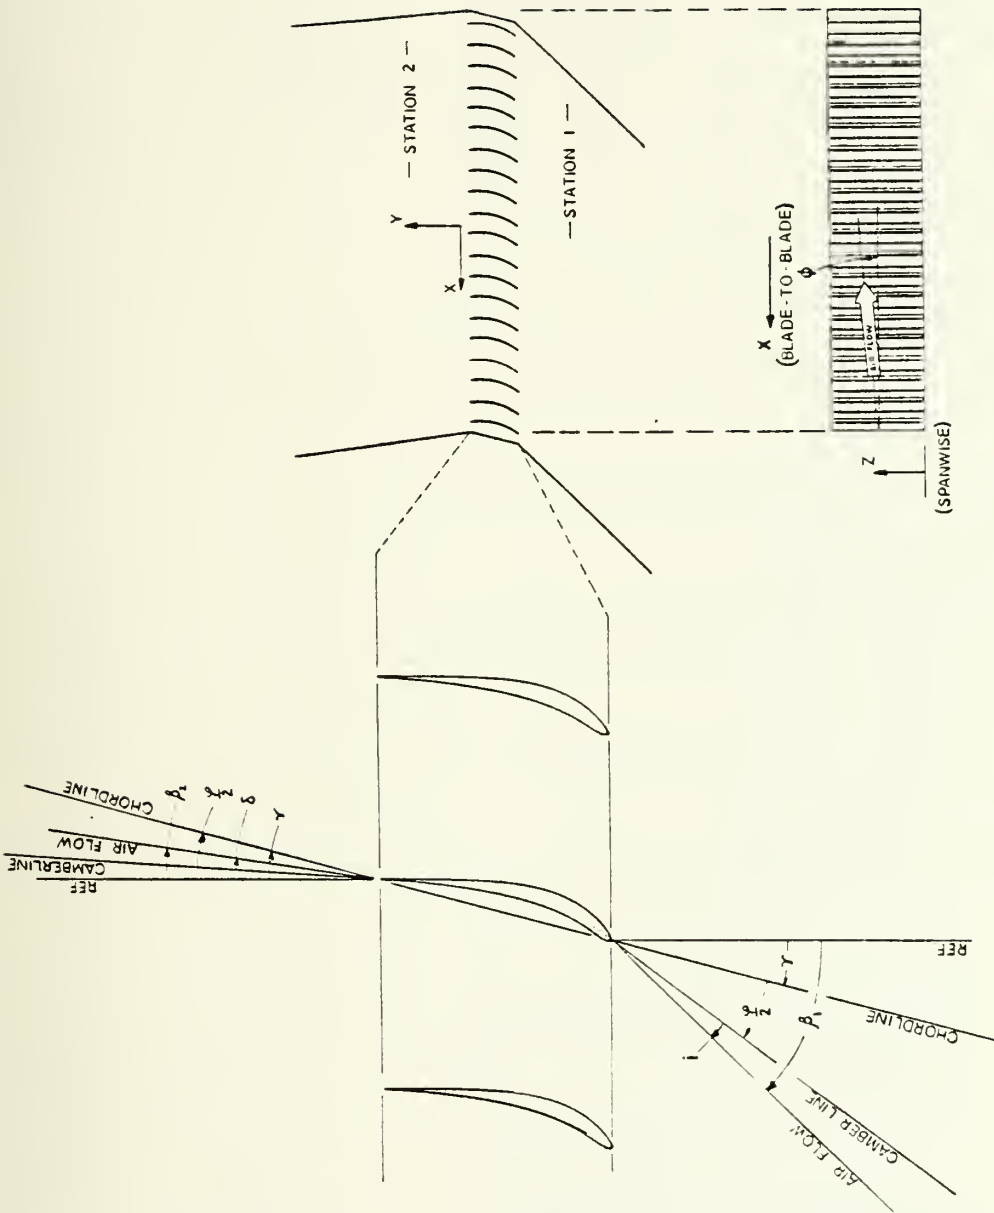 — STATION 2 —
Y
X
— STATION 1 —
X
(BLADE-TO-BLADE)
ϕ
AIR FLOW
Z
(SPANWISE)
CHORDLINE
AIR FLOW
CAMBERLINE
REF
β₂
φ/2
δ
γ
REF
γ
CHORDLINE
φ/2
β₁
i
CAMBER LINE
AIR FLOW